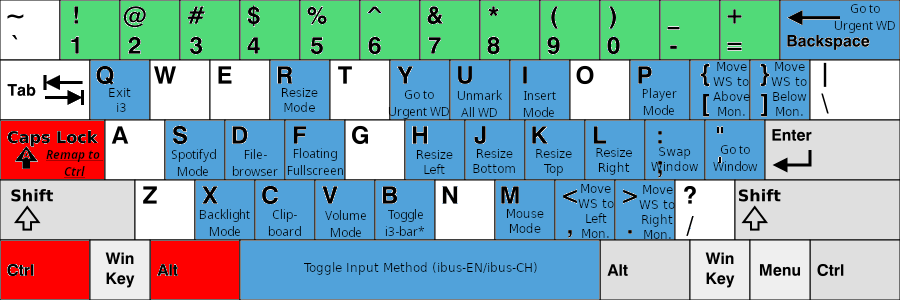 ~ ! @ # $ % ^ & * ( ) _ + Go to
Urgent WD
` 1 2 3 4 5 6 7 8 9 0 - = Backspace
Tab Q W E R T Y U I O P { Move } Move |
Exit Resize Go to Unmark Insert Player WS to WS to
i3 Mode Urgent WD All WD Mode Mode [ Above ] Below \
Mon. Mon.
Caps Lock A S D F G H J K L : " Enter
Remap to Spotifyd File- Floating Resize Resize Resize Resize ; Swap ' Go to
Ctrl Mode browser Fullscreen Left Bottom Top Right Window Window
Shift Z X C V B N M < Move > Move ? Shift
Backlight Clip- Volume Toggle Mouse WS to WS to
Mode board Mode i3-bar* Mode , Left . Right /
Mon. Mon.
Ctrl Win Alt Toggle Input Method (ibus-EN/ibus-CH) Alt Win Menu Ctrl
Key Key